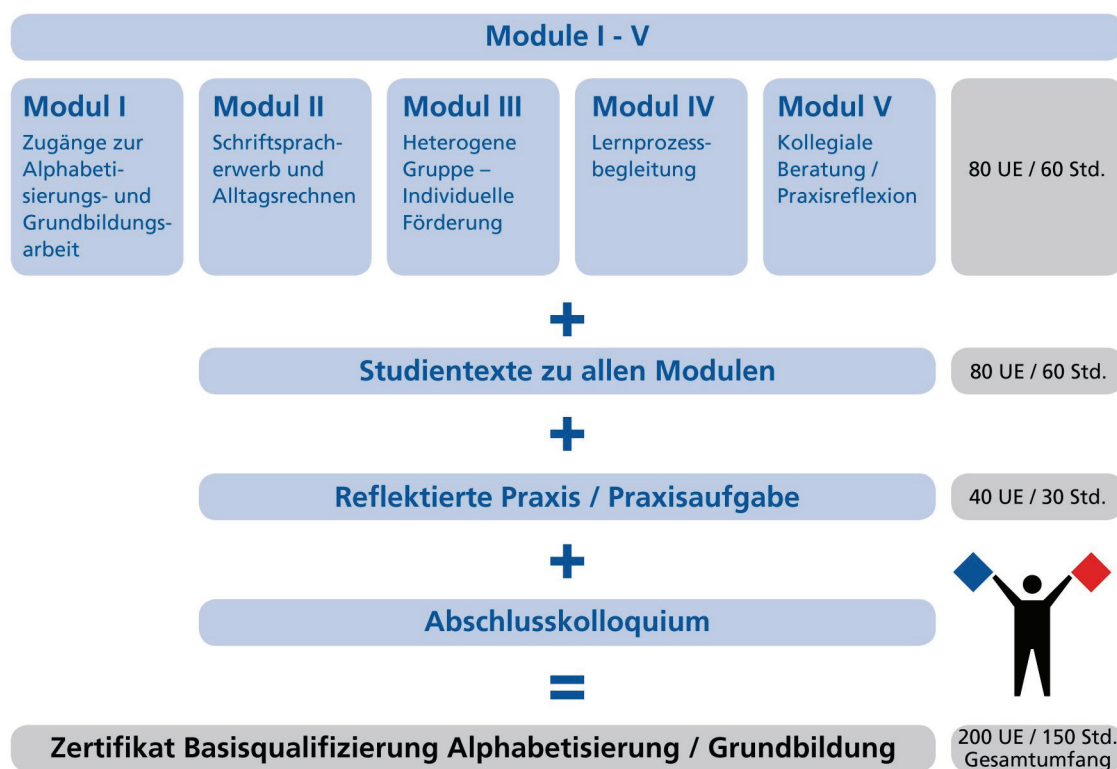 Module I - V
Modul I
Zugänge zur
Alphabeti-
sierungs- und
Grundbildungs-
arbeit
Modul II
Schriftsprach-
erwerb und
Alltagsrechnen
Modul III
Heterogene
Gruppe –
Individuelle
Förderung
Modul IV
Lernprozess-
begleitung
Modul V
Kollegiale
Beratung /
Praxisreflexion
80 UE / 60 Std.
+
Studientexte zu allen Modulen
80 UE / 60 Std.
+
Reflektierte Praxis / Praxisaufgabe
40 UE / 30 Std.
+
Abschlusskolloquium
=
Zertifikat Basisqualifizierung Alphabetisierung / Grundbildung
200 UE / 150 Std.
Gesamtumfang